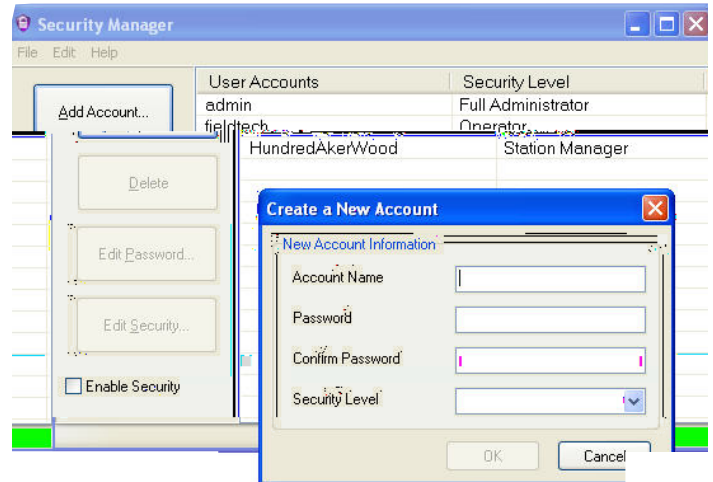 Security Manager
File Edit Help
User Accounts Security Level
Add Account...
admin Full Administrator
fieldtech Operator
HundredAkerWood Station Manager
Delete
Create a New Account
New Account Information
Edit Password...
Account Name
Password
Edit Security...
Confirm Password
Enable Security
Security Level
OK Cancel